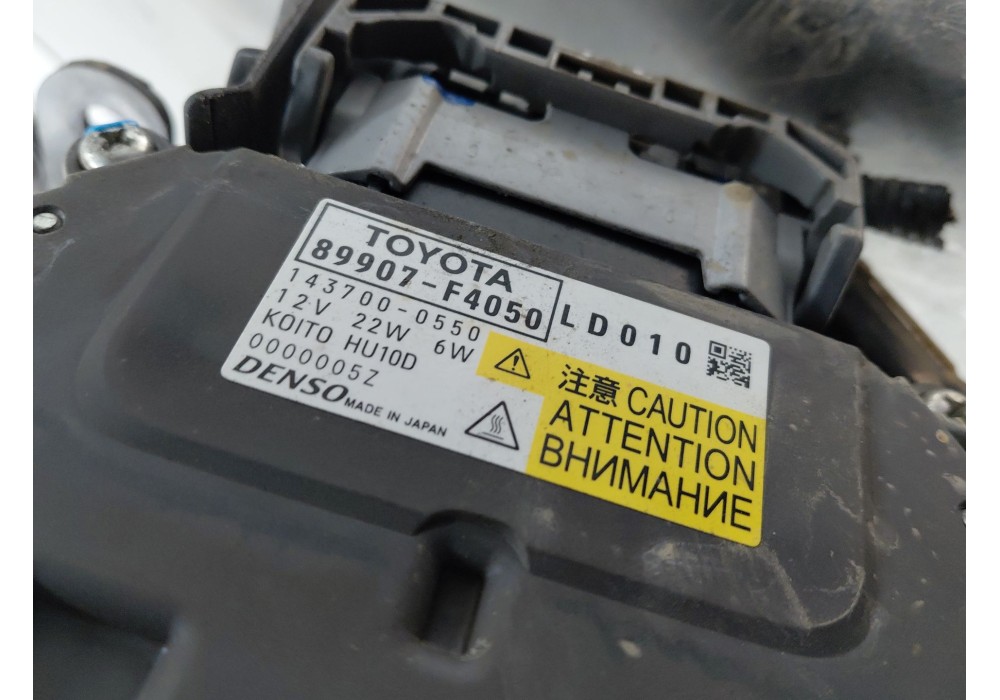 TOYOTA
89907-F4050
LD010
143700-0550
12V 22W 6W
KOITO HU10D
0000005Z
DENSO MADE IN JAPAN
注意 CAUTION
ATTENTION
ВНИМАНИЕ